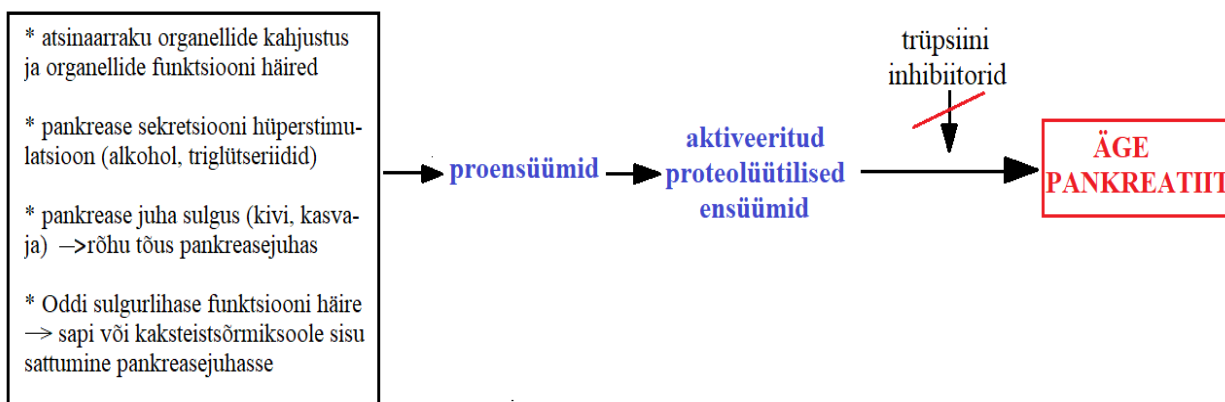 * atsinaarraku organellide kahjustus
ja organellide funktsiooni häired
* pankrease sekretsiooni hüperstimu-
latsioon (alkohol, triglütseriidid)
* pankrease juha sulgus (kivi, kasva-
ja) —>rõhu tõus pankreasejuhas
* Oddi sulgurlihase funktsiooni häire
—> sapi või kaksteistsõrmiksoole sisu
sattumine pankreasejuhasse
proensüümid
aktiveeritud
proteolüütilised
ensüümid
trüpsiini
inhibiitorid
ÄGE
PANKREATIIT